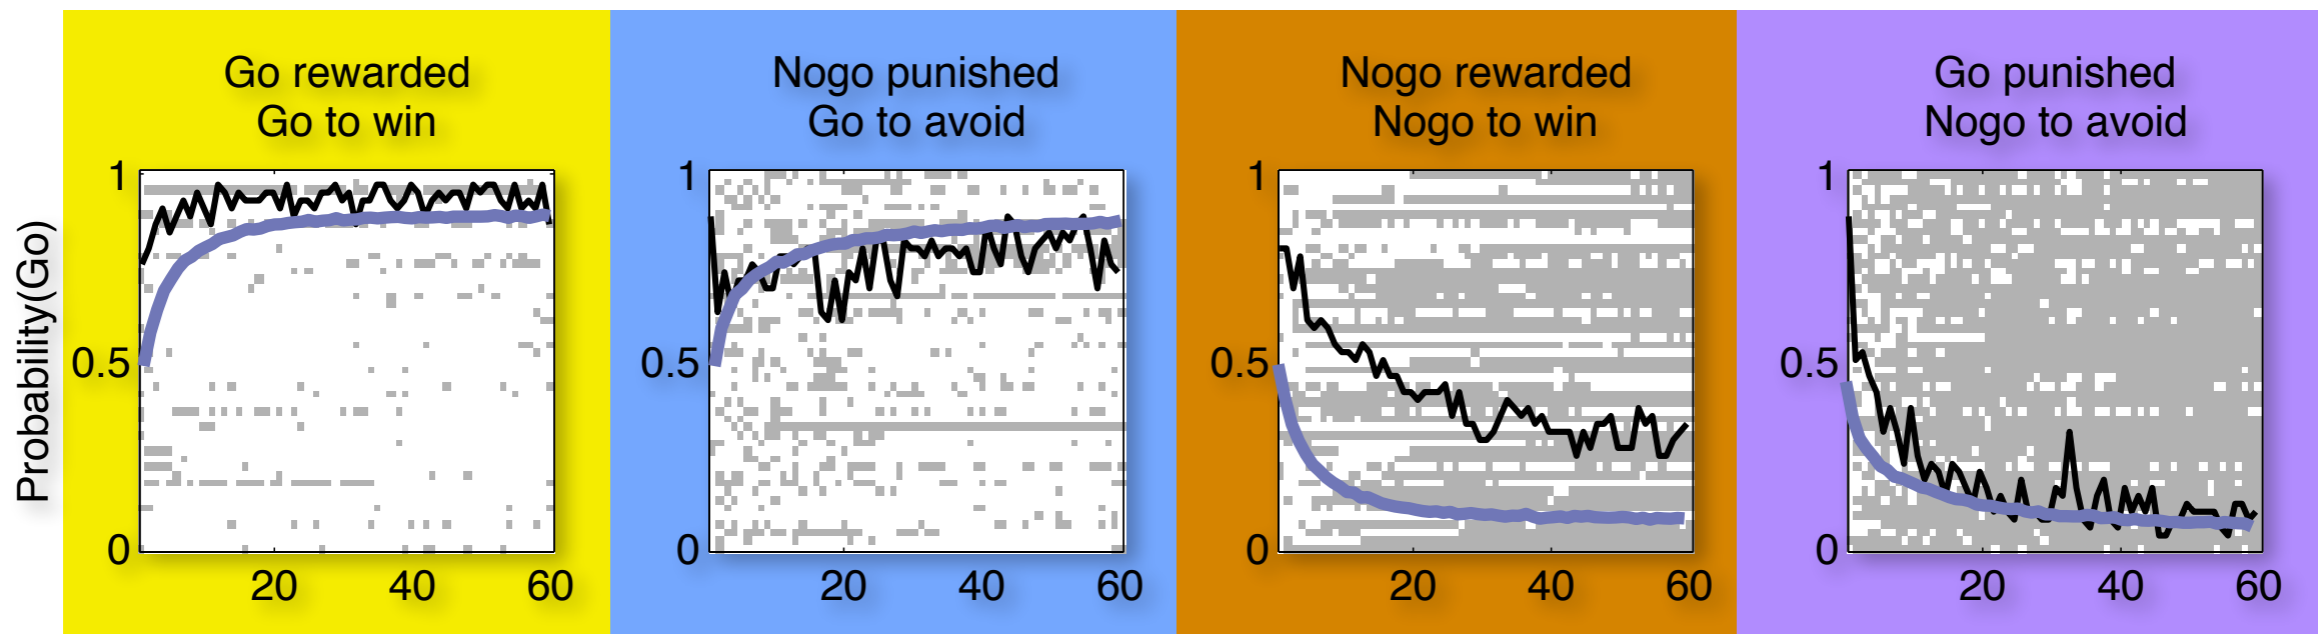 Go rewarded
Go to win
Nogo punished
Go to avoid
Nogo rewarded
Nogo to win
Go punished
Nogo to avoid
Probability(Go)
1
0.5
0
20 40 60
1
0.5
0
20 40 60
1
0.5
0
20 40 60
1
0.5
0
20 40 60